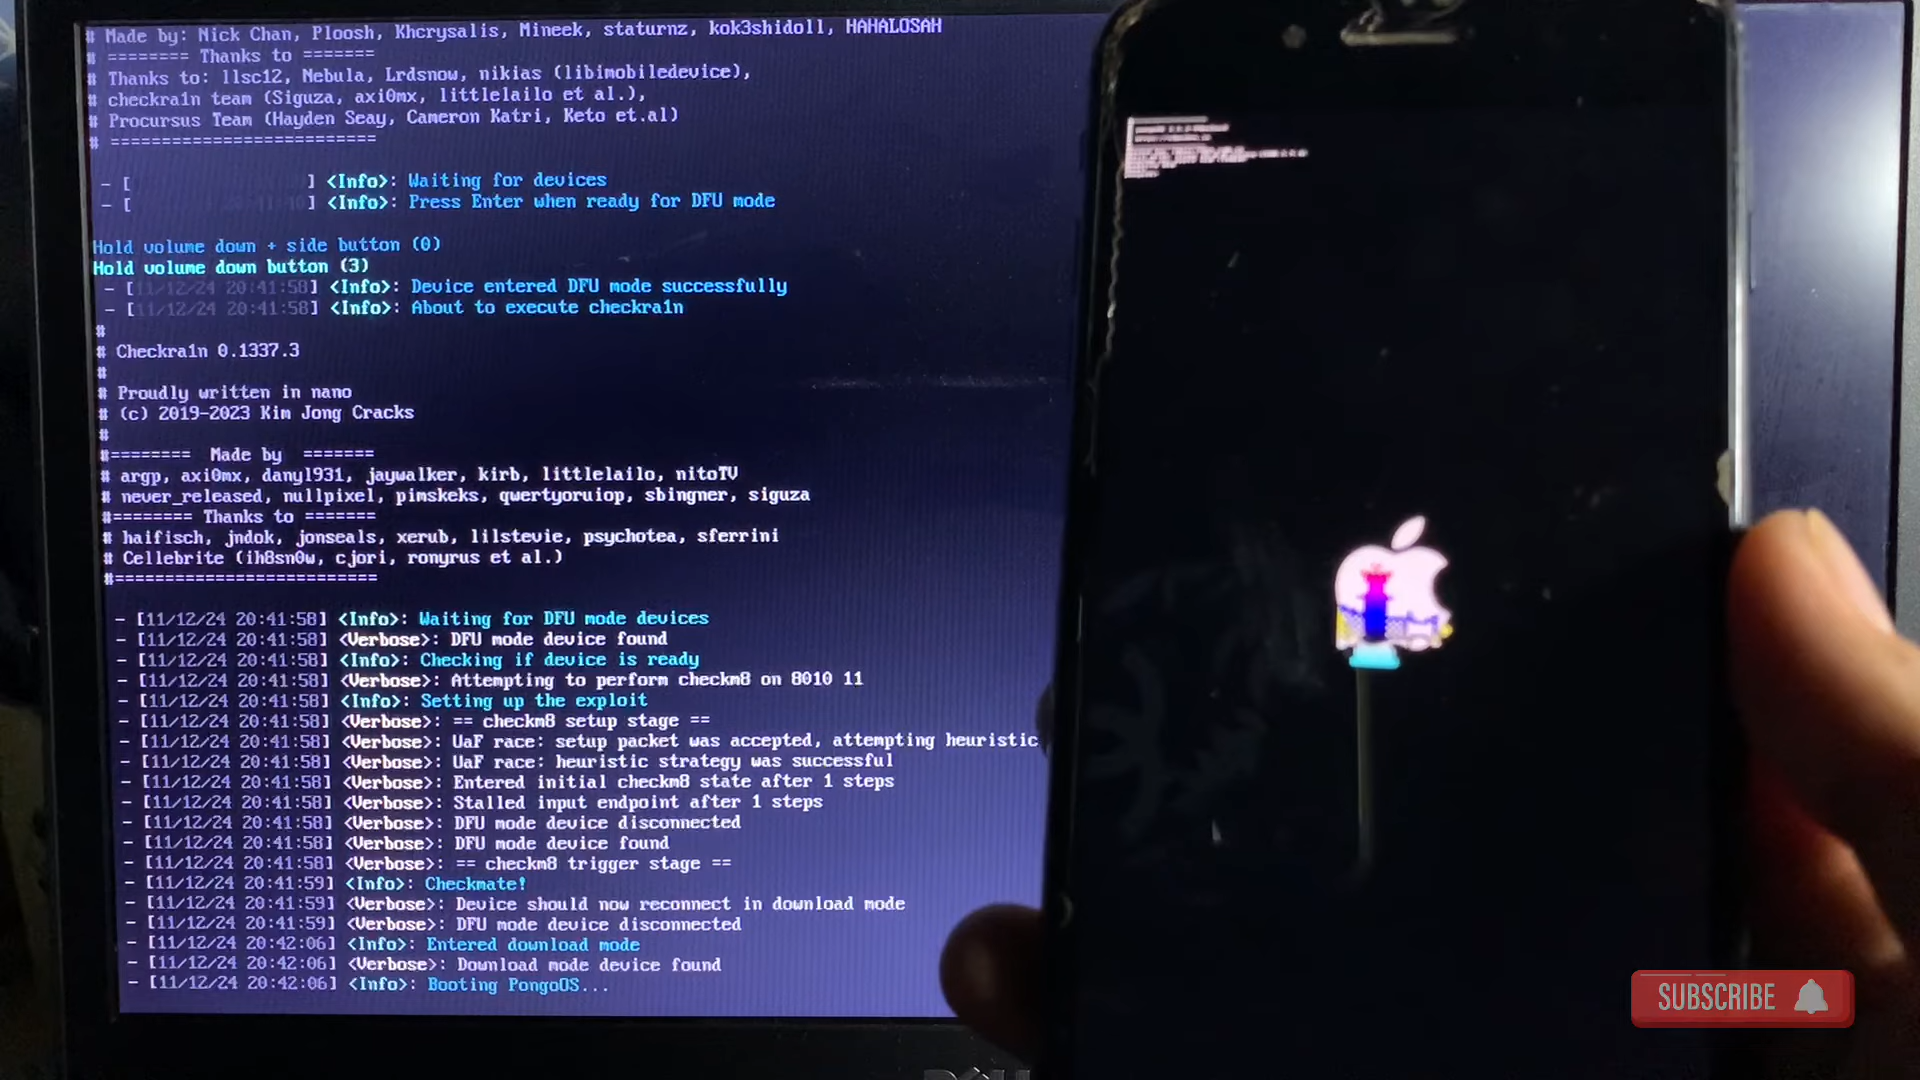 # Made by: Nick Chan, Ploosh, Khcrysalis, Mineek, staturnz, kok3shidoll, HAHALOSAH
# ======== Thanks to =======
# Thanks to: llsc12, Nebula, Lrdsnow, nikias (libimobiledevice),
# checkra1n team (Siguza, axi0mx, littlelailo et al.),
# Procursus Team (Hayden Seay, Cameron Katri, Keto et.al)
# ==========================
- [ ] <Info>: Waiting for devices
- [ ] <Info>: Press Enter when ready for DFU mode
Hold volume down + side button (0)
Hold volume down button (3)
- [11/12/24 20:41:58] <Info>: Device entered DFU mode successfully
- [11/12/24 20:41:58] <Info>: About to execute checkra1n
#
# Checkra1n 0.1337.3
#
# Proudly written in nano
# (c) 2019-2023 Kim Jong Cracks
#
#======== Made by =======
# argp, axi0mx, danyl931, jaywalker, kirb, littlelailo, nitoTV
# never_released, nullpixel, pimskeks, qwertyoruiop, sbingner, siguza
#======== Thanks to =======
# haifisch, jndok, jonseals, xerub, lilstevie, psychotea, sferrini
# Cellebrite (ih8sn0w, cjori, ronyrus et al.)
#==========================
- [11/12/24 20:41:58] <Info>: Waiting for DFU mode devices
- [11/12/24 20:41:58] <Verbose>: DFU mode device found
- [11/12/24 20:41:58] <Info>: Checking if device is ready
- [11/12/24 20:41:58] <Verbose>: Attempting to perform checkm8 on 8010 11
- [11/12/24 20:41:58] <Info>: Setting up the exploit
- [11/12/24 20:41:58] <Verbose>: == checkm8 setup stage ==
- [11/12/24 20:41:58] <Verbose>: UaF race: setup packet was accepted, attempting heuristic
- [11/12/24 20:41:58] <Verbose>: UaF race: heuristic strategy was successful
- [11/12/24 20:41:58] <Verbose>: Entered initial checkm8 state after 1 steps
- [11/12/24 20:41:58] <Verbose>: Stalled input endpoint after 1 steps
- [11/12/24 20:41:58] <Verbose>: DFU mode device disconnected
- [11/12/24 20:41:58] <Verbose>: DFU mode device found
- [11/12/24 20:41:58] <Verbose>: == checkm8 trigger stage ==
- [11/12/24 20:41:59] <Info>: Checkmate!
- [11/12/24 20:41:59] <Verbose>: Device should now reconnect in download mode
- [11/12/24 20:41:59] <Verbose>: DFU mode device disconnected
- [11/12/24 20:42:06] <Info>: Entered download mode
- [11/12/24 20:42:06] <Verbose>: Download mode device found
- [11/12/24 20:42:06] <Info>: Booting PongoOS...
SUBSCRIBE